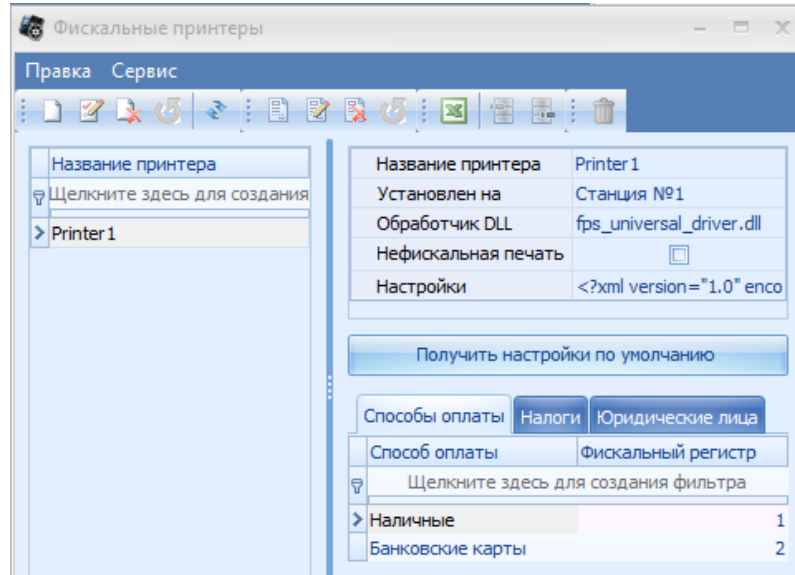 Фискальные принтеры
Правка Сервис
Название принтера
Щелкните здесь для создания
Printer1
Название принтера Printer1
Установлен на Станция №1
Обработчик DLL fps_universal_driver.dll
Нефискальная печать
Настройки <?xml version="1.0" enco
Получить настройки по умолчанию
Способы оплаты Налоги Юридические лица
Способ оплаты Фискальный регистр
Щелкните здесь для создания фильтра
Наличные 1
Банковские карты 2